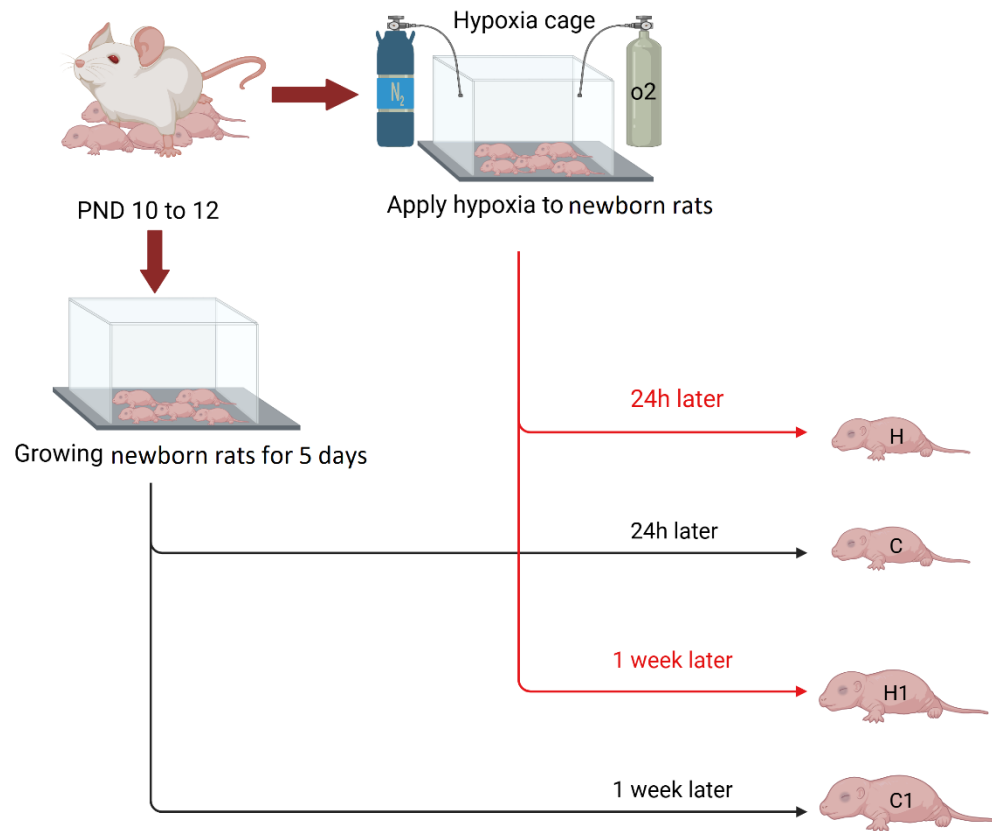 Hypoxia cage
N2
o2
PND 10 to 12
Apply hypoxia to newborn rats
Growing newborn rats for 5 days
24h later
H
24h later
C
1 week later
H1
1 week later
C1